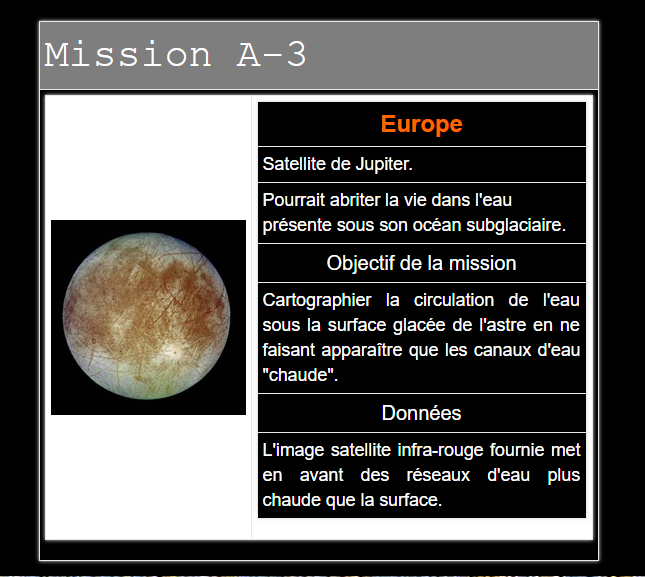 Mission A-3
Europe
Satellite de Jupiter.
Pourrait abriter la vie dans l'eau
présente sous son océan subglaciaire.
Objectif de la mission
Cartographier la circulation de l'eau
sous la surface glacée de l'astre en ne
faisant apparaître que les canaux d'eau
"chaude".
Données
L'image satellite infra-rouge fournie met
en avant des réseaux d'eau plus
chaude que la surface.